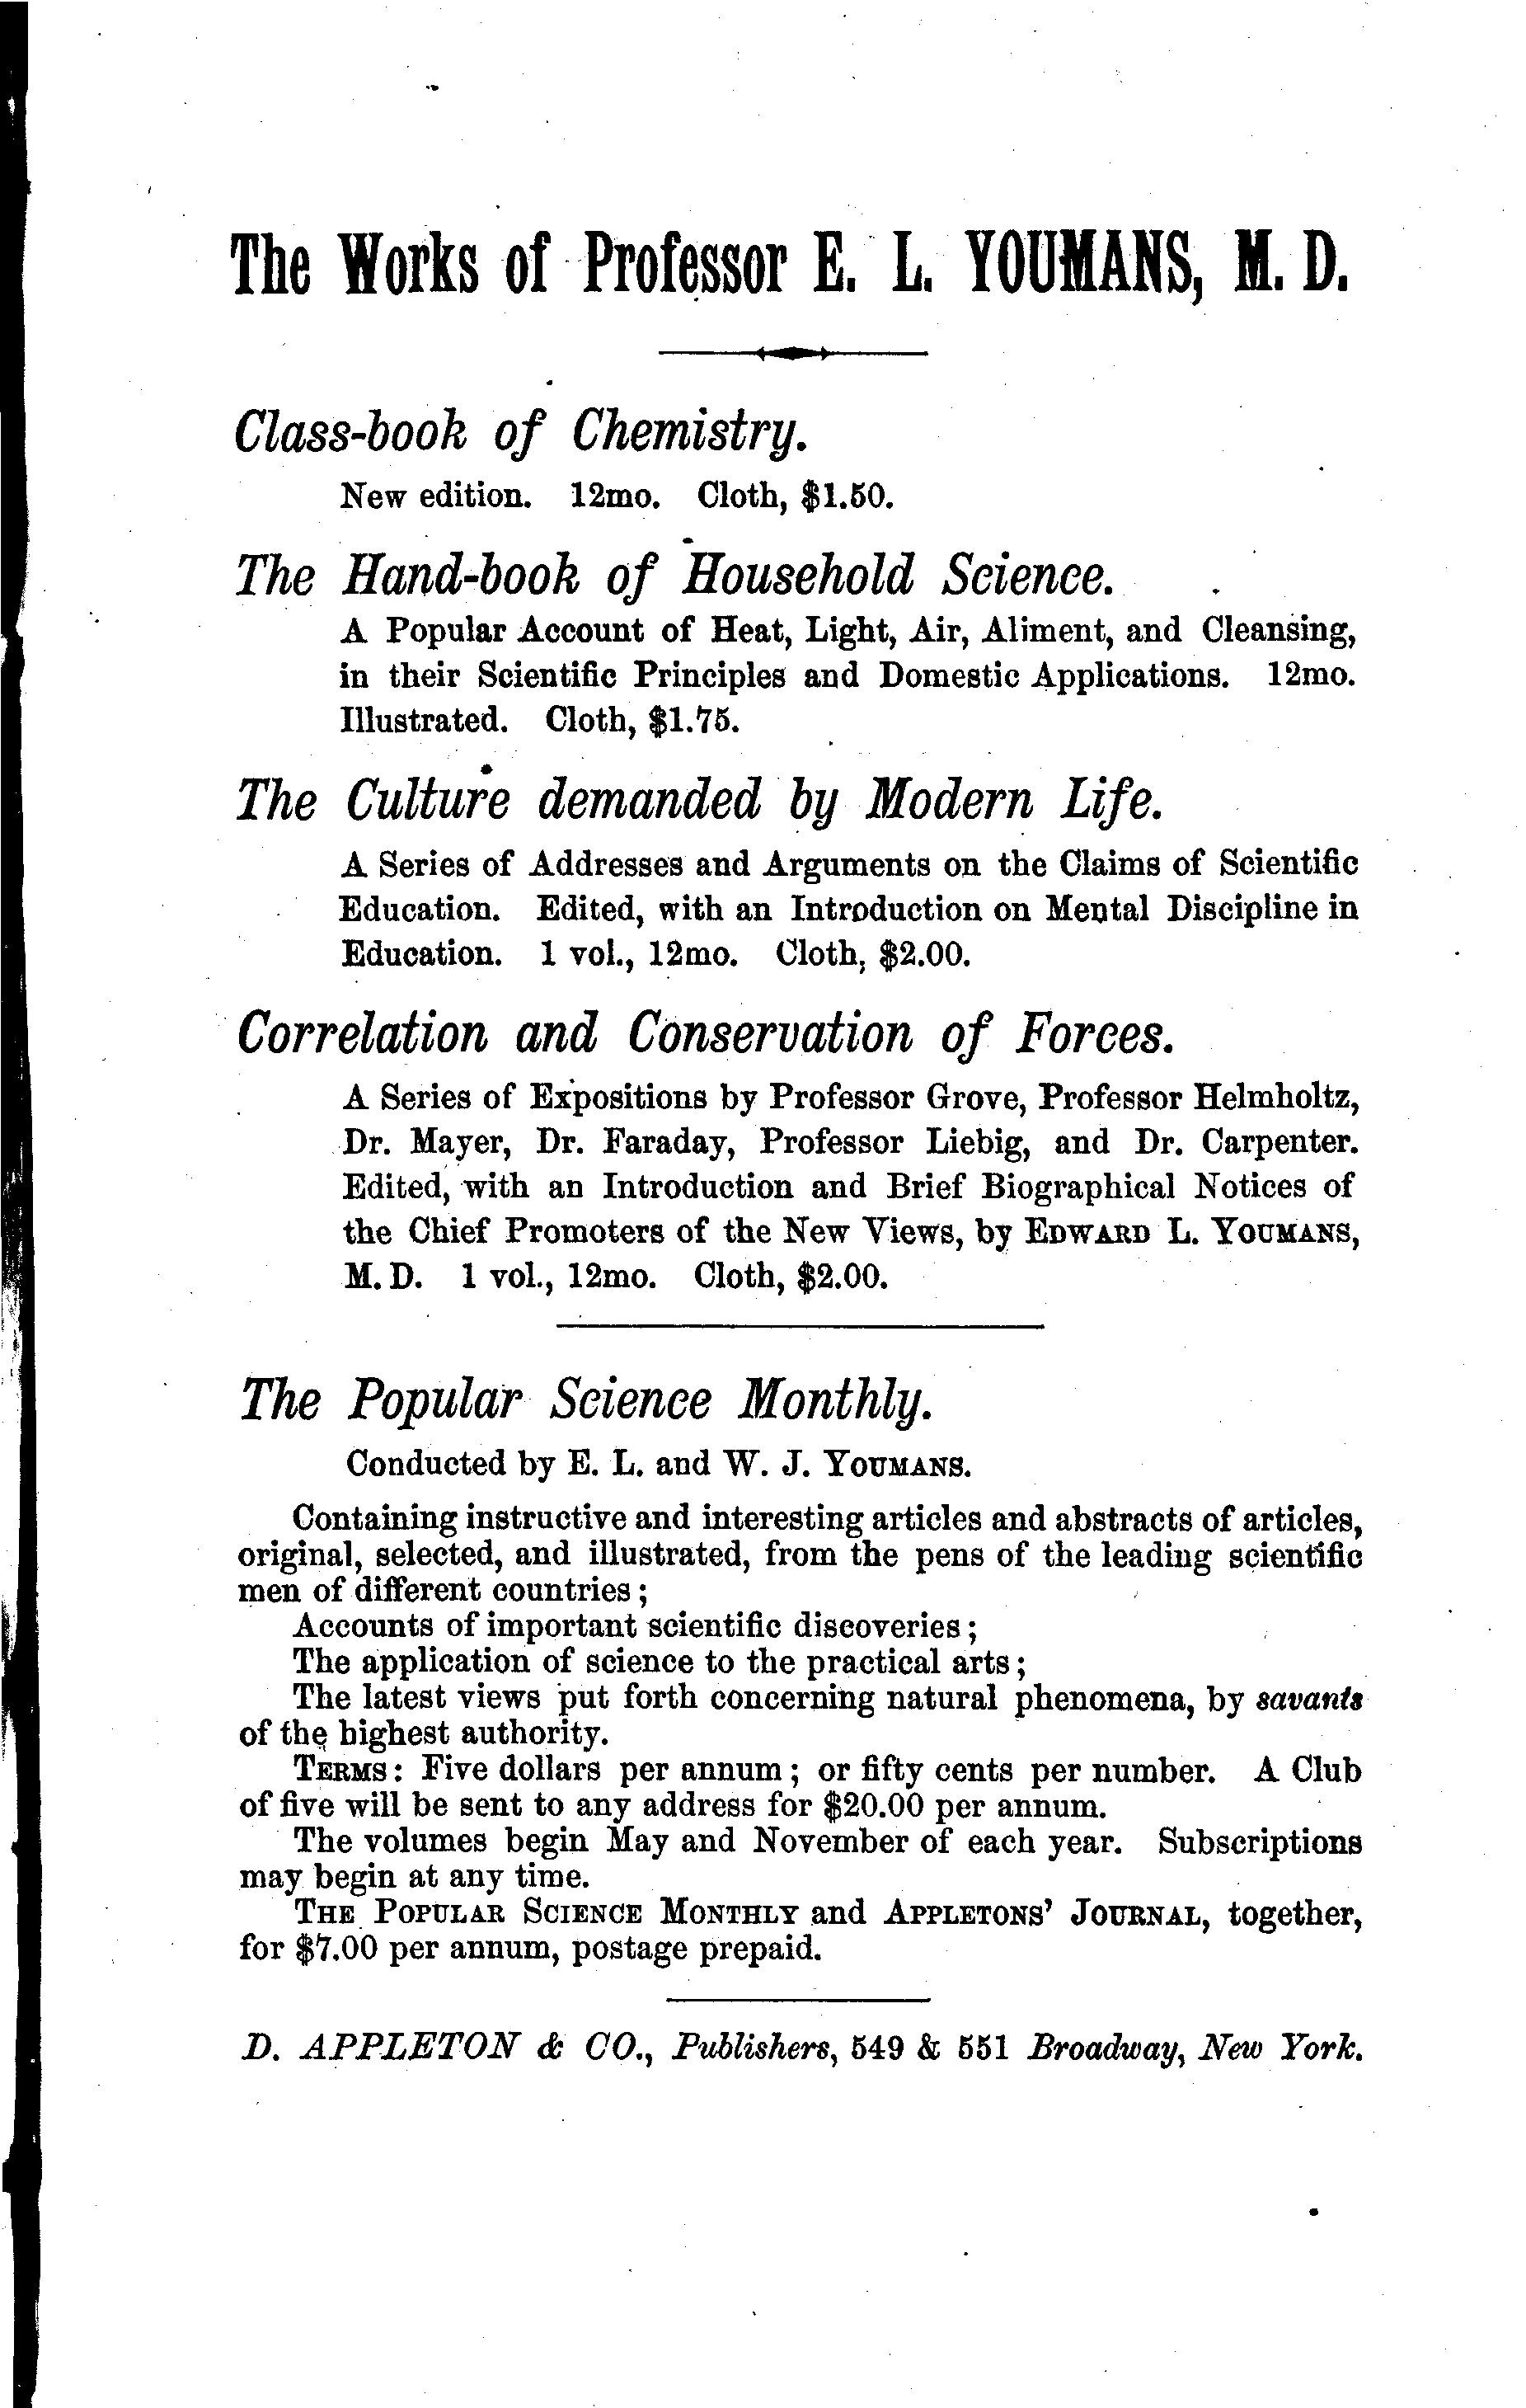 The Works of Professor E. L. YOUMANS, M. D.
Class-book of Chemistry.
New edition. 12mo. Cloth, $1.50.
The Hand-book of Household Science.
A Popular Account of Heat, Light, Air, Aliment, and Cleansing,
in their Scientific Principles and Domestic Applications. 12mo.
Illustrated. Cloth, $1.75.
The Culture demanded by Modern Life.
A Series of Addresses and Arguments on the Claims of Scientific
Education. Edited, with an Introduction on Mental Discipline in
Education. 1 vol., 12mo. Cloth, $2.00.
Correlation and Conservation of Forces.
A Series of Expositions by Professor Grove, Professor Helmholtz,
Dr. Mayer, Dr. Faraday, Professor Liebig, and Dr. Carpenter.
Edited, with an Introduction and Brief Biographical Notices of
the Chief Promoters of the New Views, by EDWARD L. YOUMANS,
M. D. 1 vol., 12mo. Cloth, $2.00.
The Popular Science Monthly.
Conducted by E. L. and W. J. YOUMANS.
Containing instructive and interesting articles and abstracts of articles,
original, selected, and illustrated, from the pens of the leading scientific
men of different countries;
Accounts of important scientific discoveries;
The application of science to the practical arts;
The latest views put forth concerning natural phenomena, by savants
of the highest authority.
TERMS: Five dollars per annum; or fifty cents per number. A Club
of five will be sent to any address for $20.00 per annum.
The volumes begin May and November of each year. Subscriptions
may begin at any time.
THE POPULAR SCIENCE MONTHLY and APPLETONS' JOURNAL, together,
for $7.00 per annum, postage prepaid.
D. APPLETON & CO., Publishers, 549 & 551 Broadway, New York.